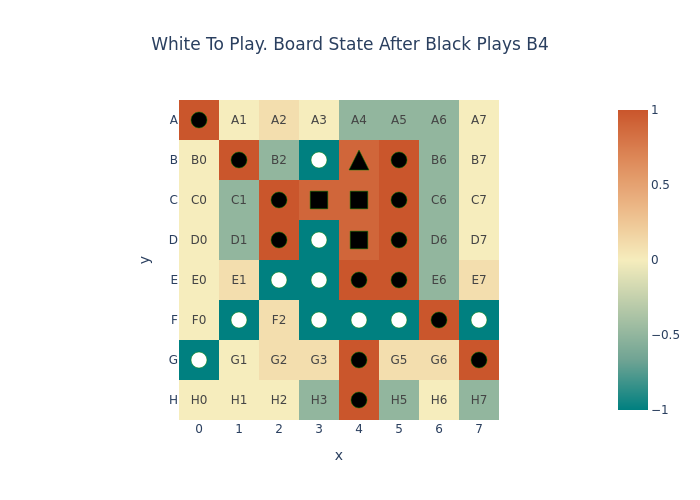 White To Play. Board State After Black Plays B4
A A1 A2 A3 A4 A5 A6 A7
B B0 B2 B6 B7
C C0 C1 C6 C7
D D0 D1 D6 D7
E E0 E1 E6 E7
F F0 F2
G G1 G2 G3 G5 G6
H H0 H1 H2 H3 H5 H6 H7
0 1 2 3 4 5 6 7
x
y
1
0.5
0
−0.5
−1